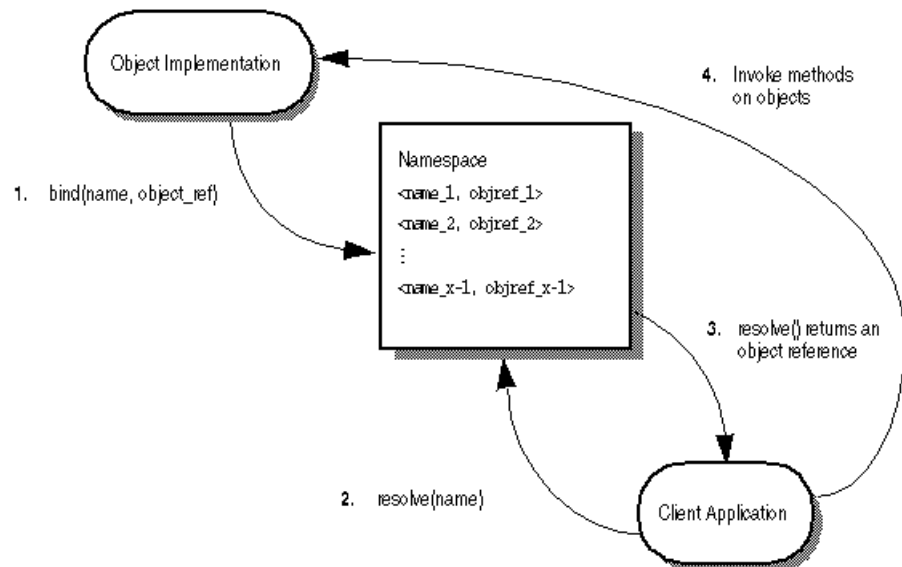 Object Implementation
4. Invoke methods
on objects
Namespace
<name_1, objref_1>
<name_2, objref_2>
⋮
<name_x-1, objref_x-1>
1. bind(name, object_ref)
3. resolve() returns an
object reference
2. resolve(name)
Client Application